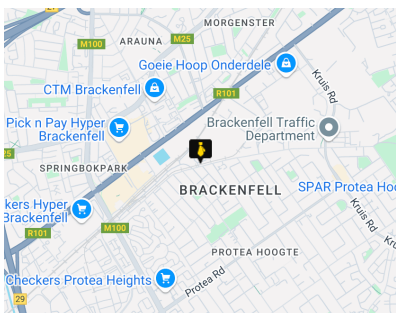 MORGENSTER
M100
ARAUNA
M25
Goeie Hoop Onderdele
CTM Brackenfell
Kruis Rd
R101
Pick n Pay Hyper
Brackenfell
Brackenfell Traffic
Department
25
SPRINGBOKPARK
BRACKENFELL
SPAR Protea Hoo
kers Hyper
Brackenfell
R101
M100
Kruis Rd
PROTEA HOOGTE
Checkers Protea Heights
Protea Rd
29